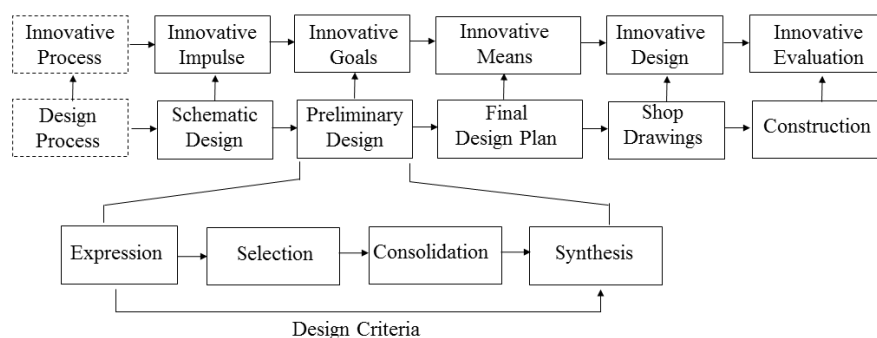 Innovative
Process
Innovative
Impulse
Innovative
Goals
Innovative
Means
Innovative
Design
Innovative
Evaluation
Design
Process
Schematic
Design
Preliminary
Design
Final
Design Plan
Shop
Drawings
Construction
Expression
Selection
Consolidation
Synthesis
Design Criteria